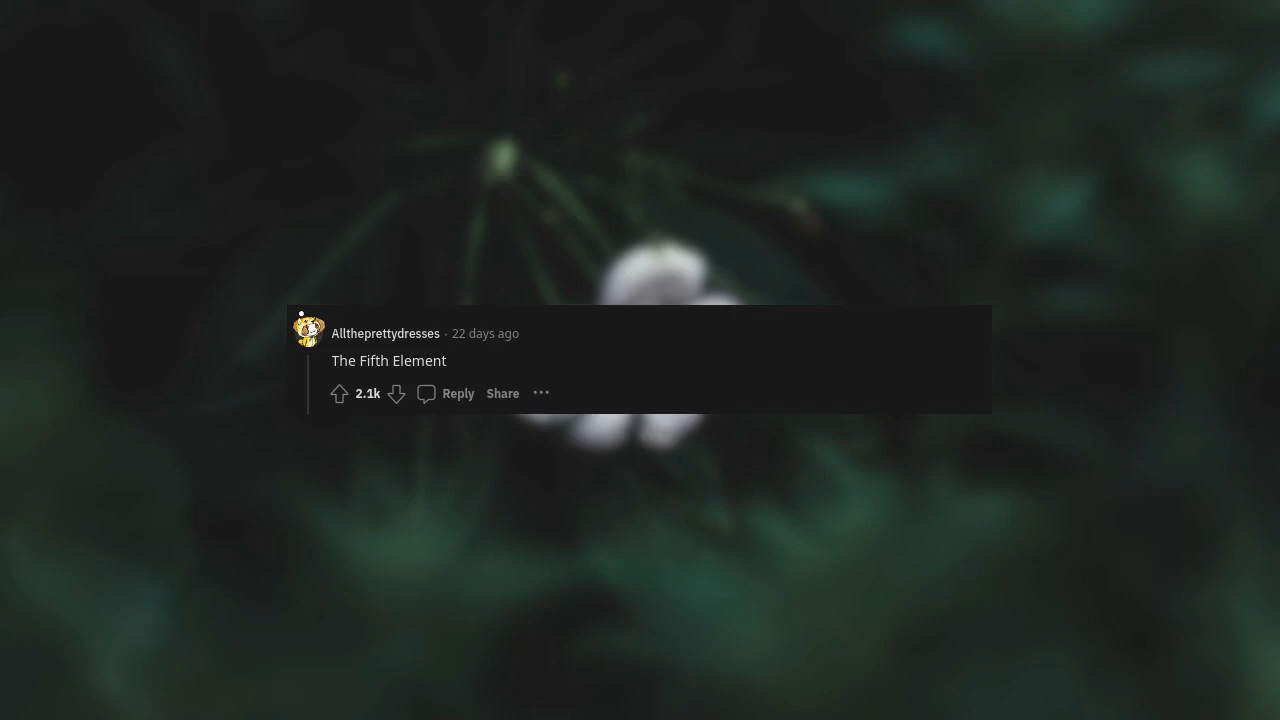 Alltheprettydresses · 22 days ago
The Fifth Element
2.1k Reply Share ···